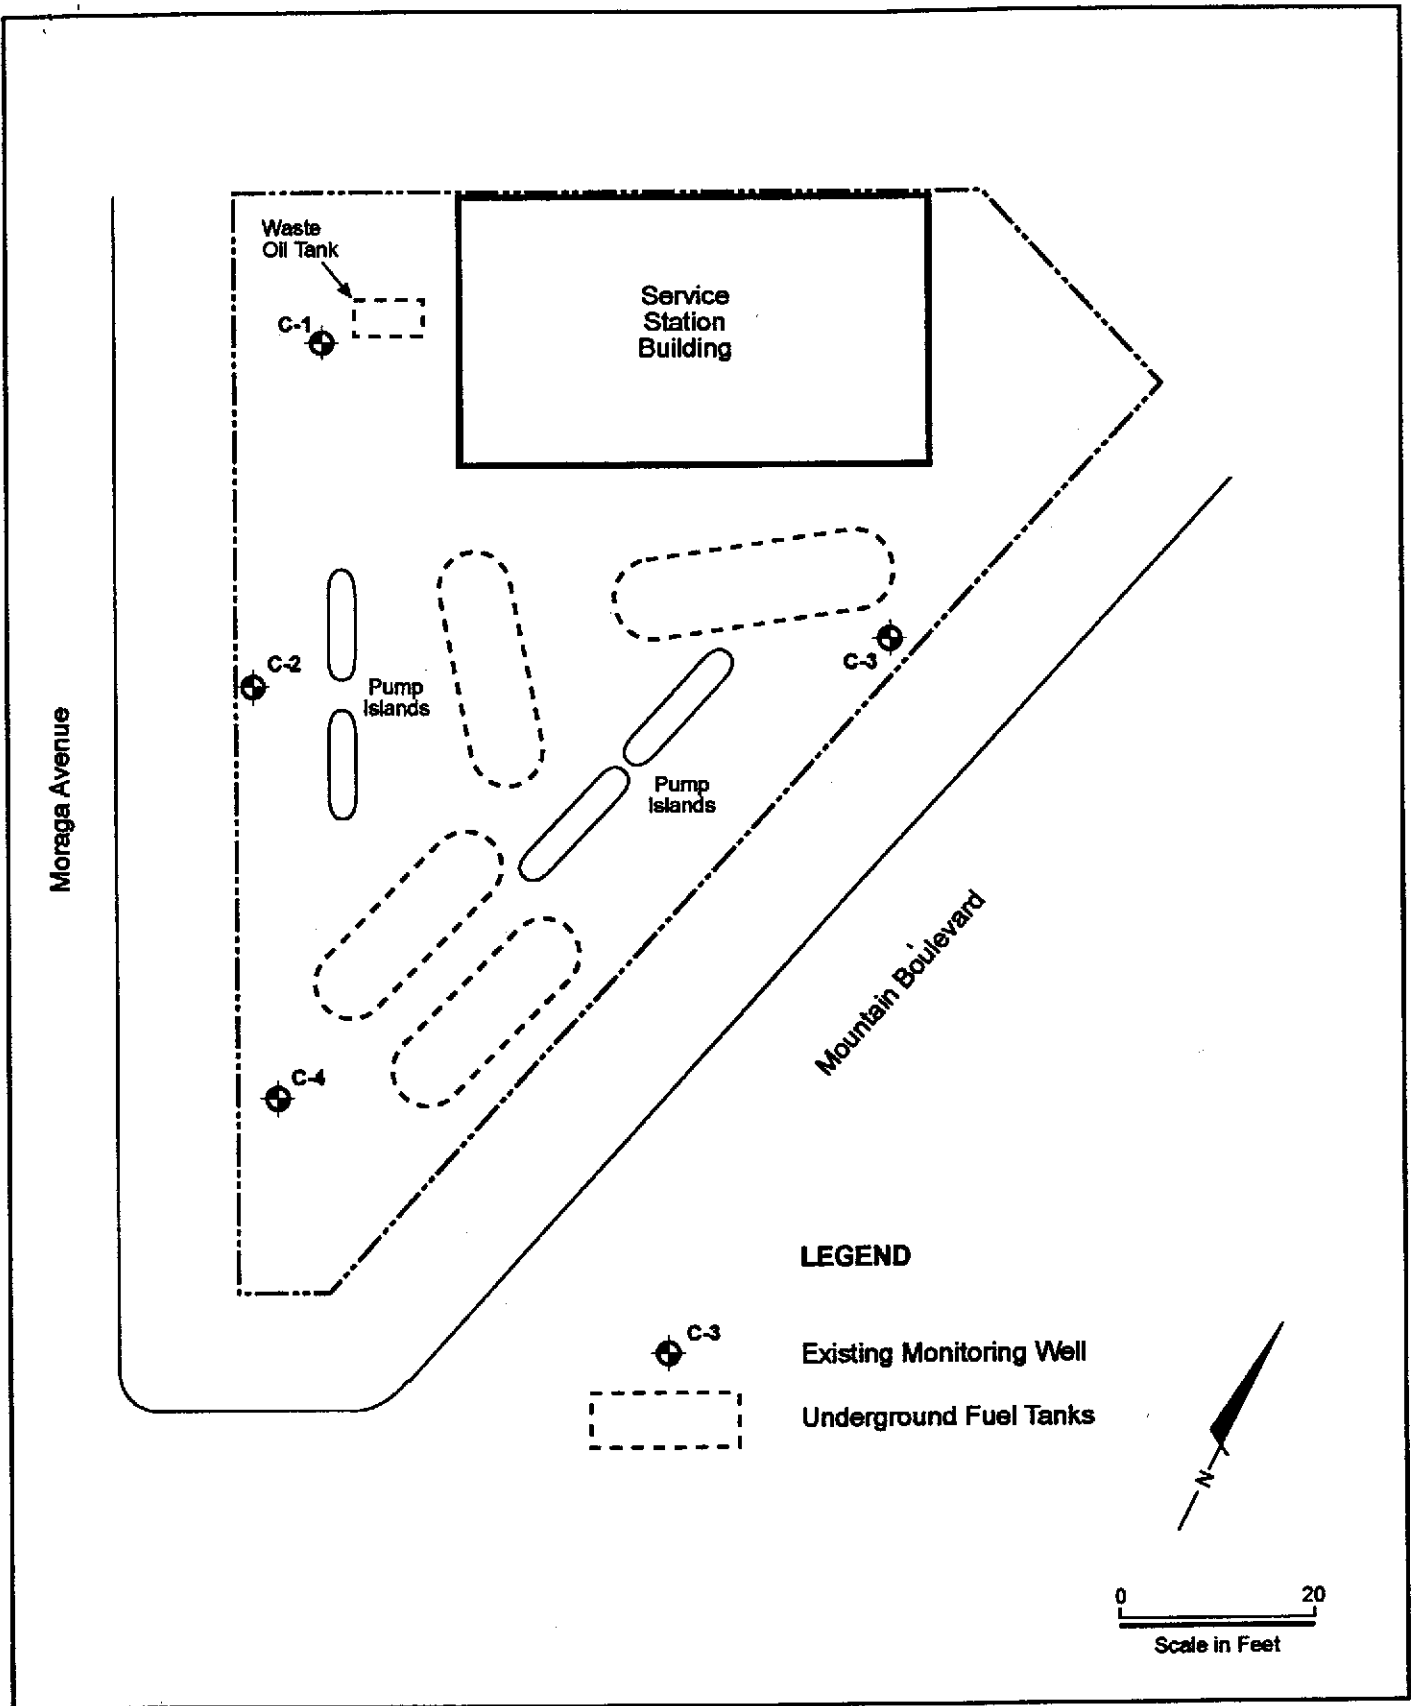 Waste
Oil Tank
C-1
Service
Station
Building
C-2
Pump
Islands
C-3
Pump
Islands
Moraga Avenue
Mountain Boulevard
C-4
LEGEND
C-3
Existing Monitoring Well
Underground Fuel Tanks
N
0 20
Scale in Feet